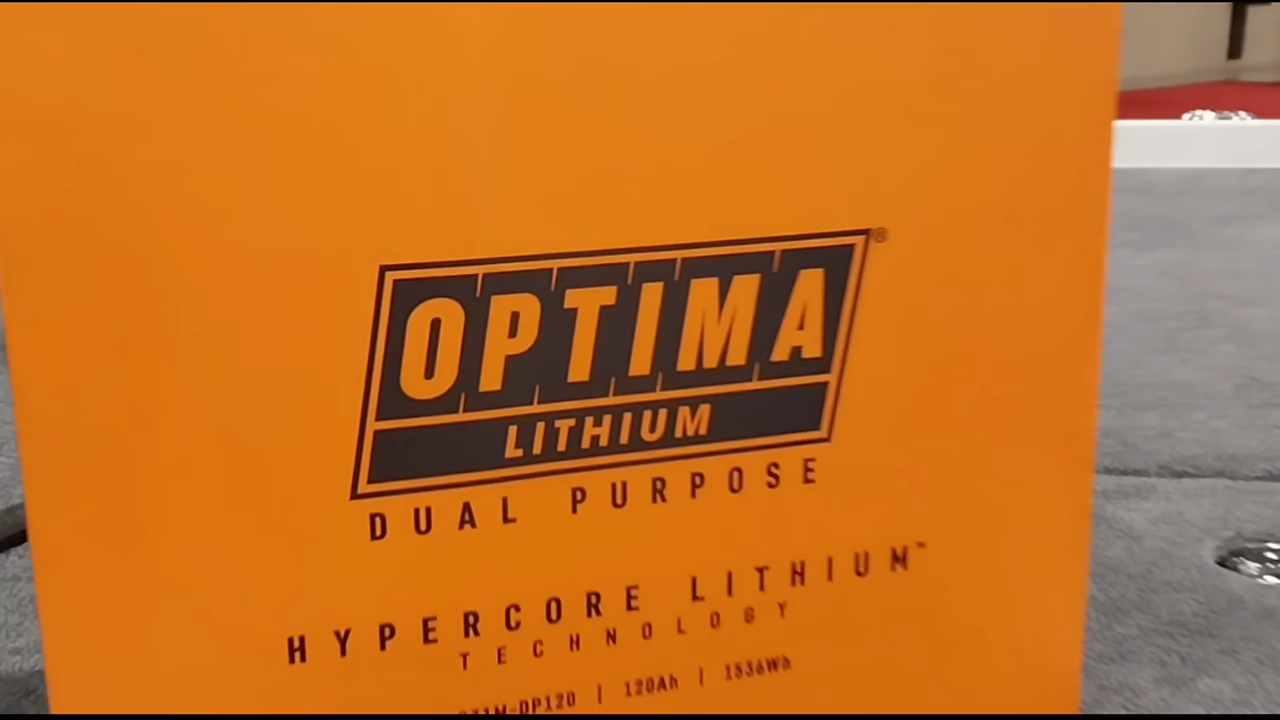 OPTIMA®
LITHIUM
DUAL PURPOSE
HYPERCORE LITHIUM™
TECHNOLOGY
| 120Ah | 1536Wh